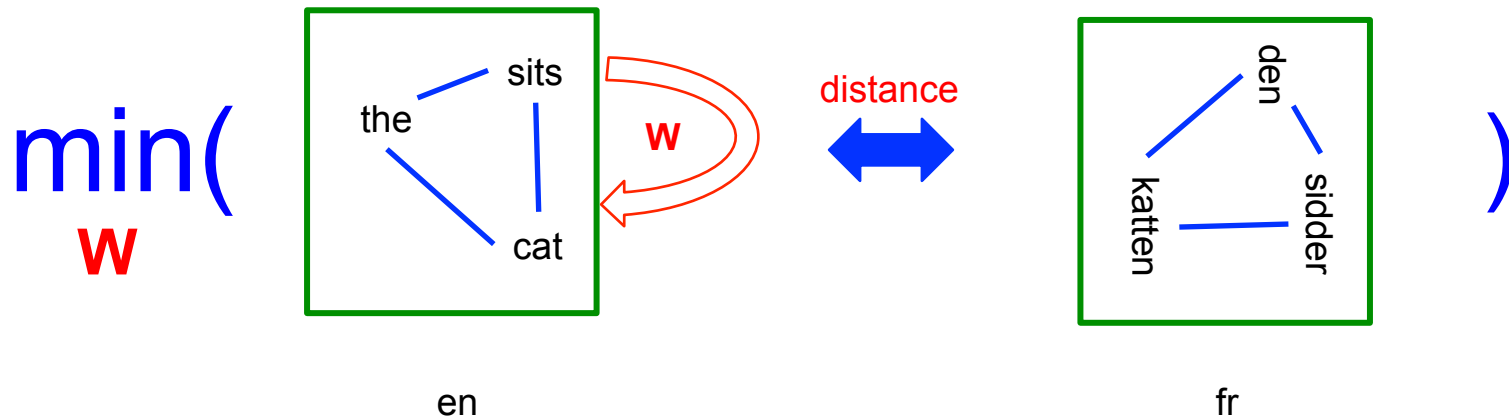 min(
w
the
sits
cat
w
distance
den
katten
sidder
)
en
fr